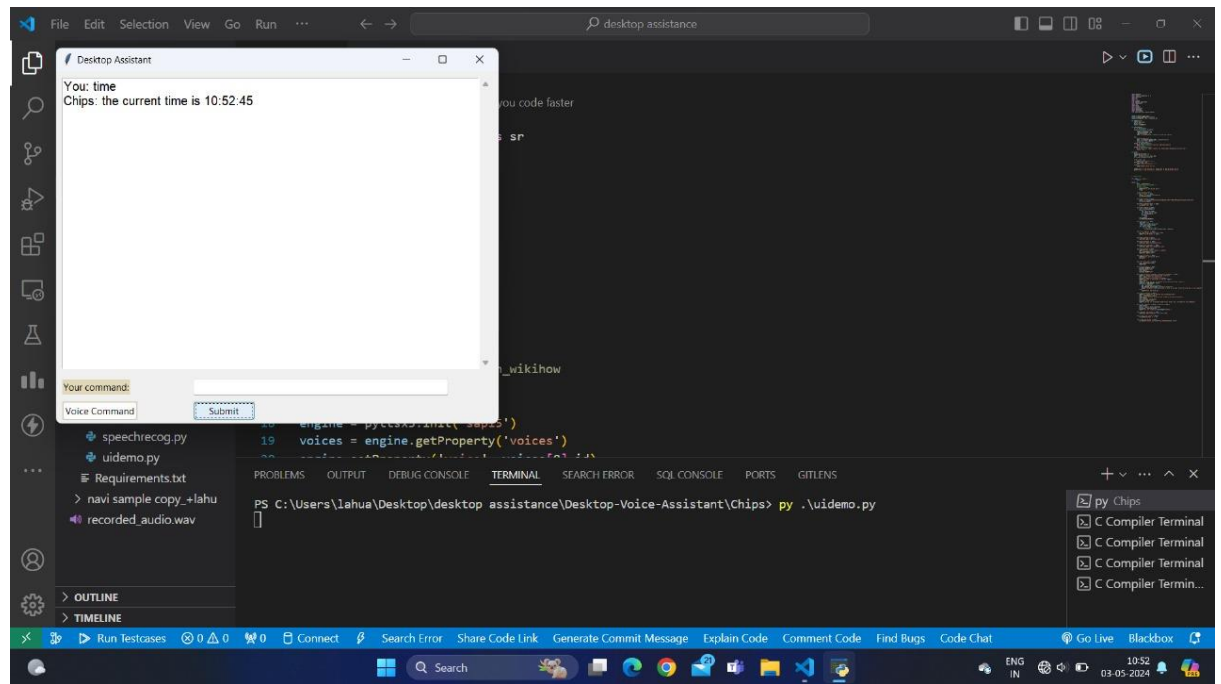 File Edit Selection View Go Run ··· desktop assistance
Desktop Assistant
You: time
Chips: the current time is 10:52:45
you code faster
s sr
_wikihow
Your command:
Voice Command Submit
engine = pyttsx3.init('sapi5')
19 voices = engine.getProperty('voices')
speechrecog.py
uidemo.py
Requirements.txt
> navi sample copy_+lahu
recorded_audio.wav
PROBLEMS OUTPUT DEBUG CONSOLE TERMINAL SEARCH ERROR SQL CONSOLE PORTS GITLENS
PS C:\Users\lahua\Desktop\desktop assistance\Desktop-Voice-Assistant\Chips> py .\uidemo.py
py Chips
C Compiler Terminal
C Compiler Terminal
C Compiler Terminal
C Compiler Termin...
> OUTLINE
> TIMELINE
Run Testcases 0 0 0 Connect Search Error Share Code Link Generate Commit Message Explain Code Comment Code Find Bugs Code Chat Go Live Blackbox
Search
ENG
IN
10:52
03-05-2024